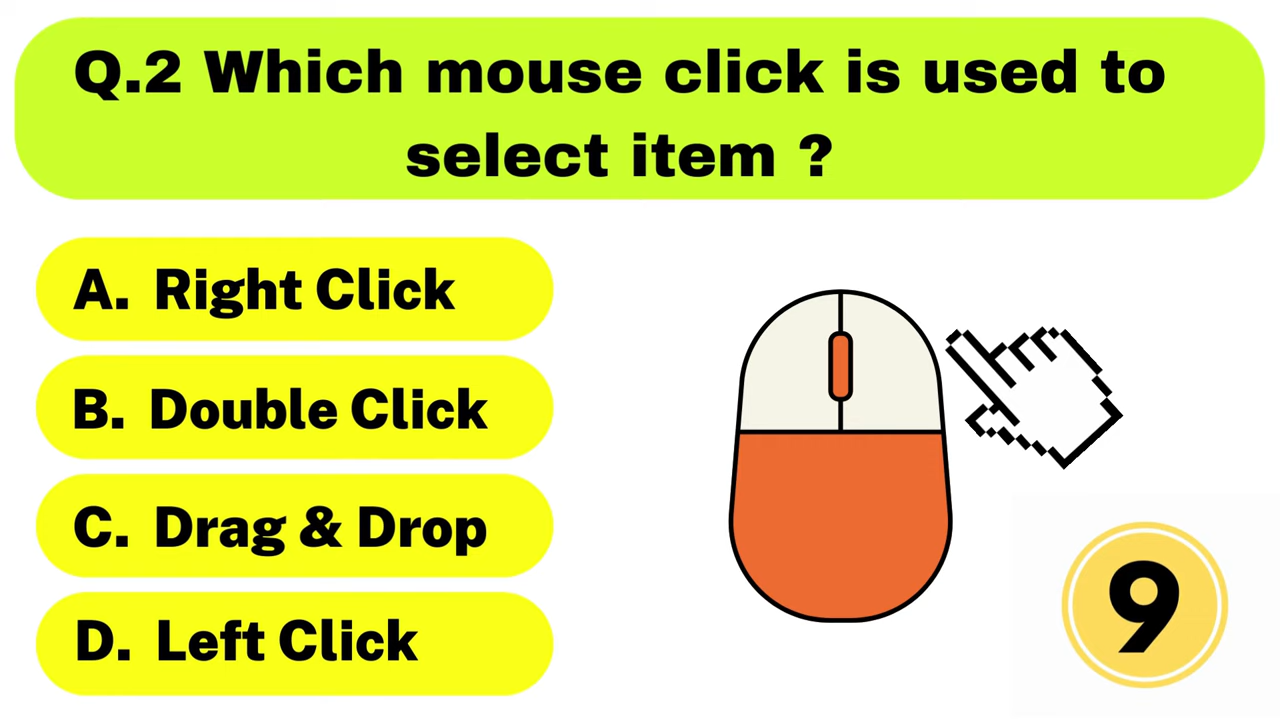 Q.2 Which mouse click is used to
select item ?
A. Right Click
B. Double Click
C. Drag & Drop
D. Left Click
9